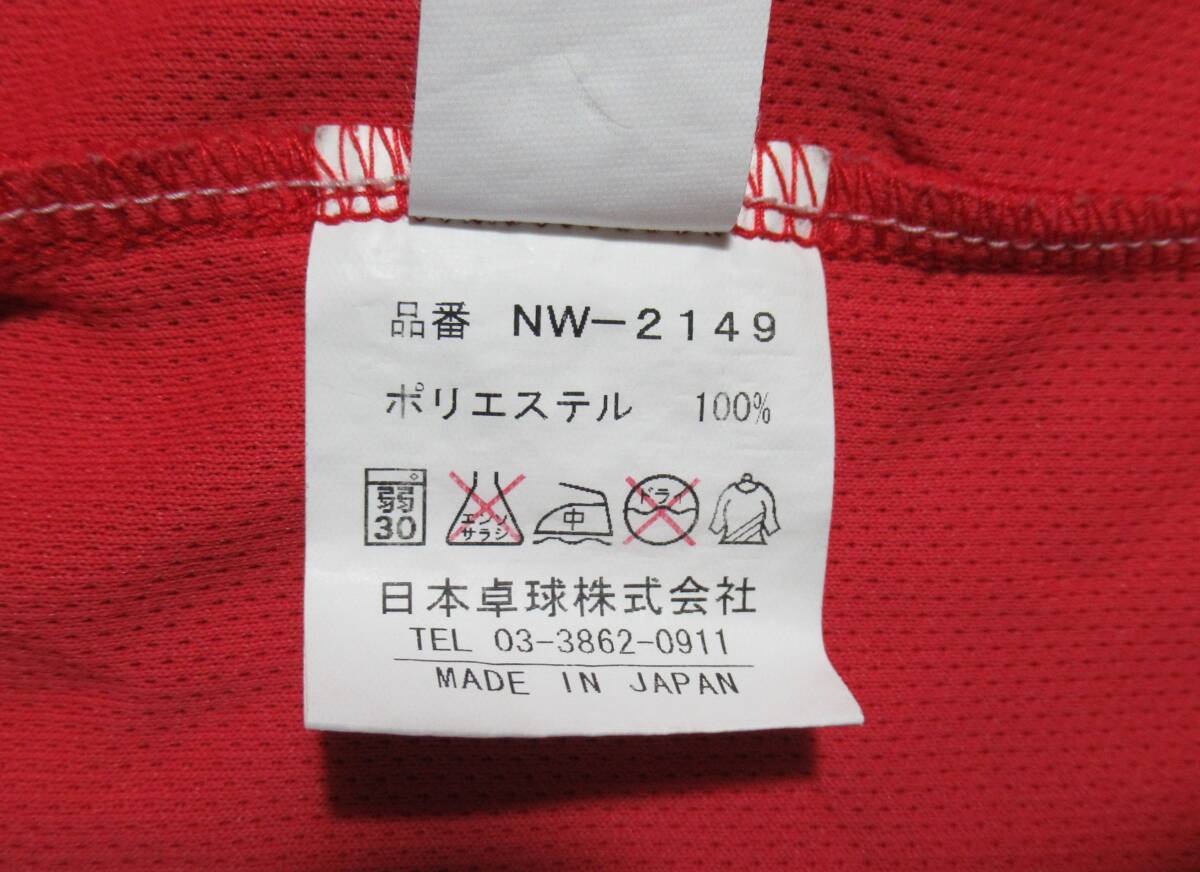 品番 NW-2149
ポリエステル 100%
弱 30 エンソ サラシ 中 ドライ
日本卓球株式会社
TEL 03-3862-0911
MADE IN JAPAN